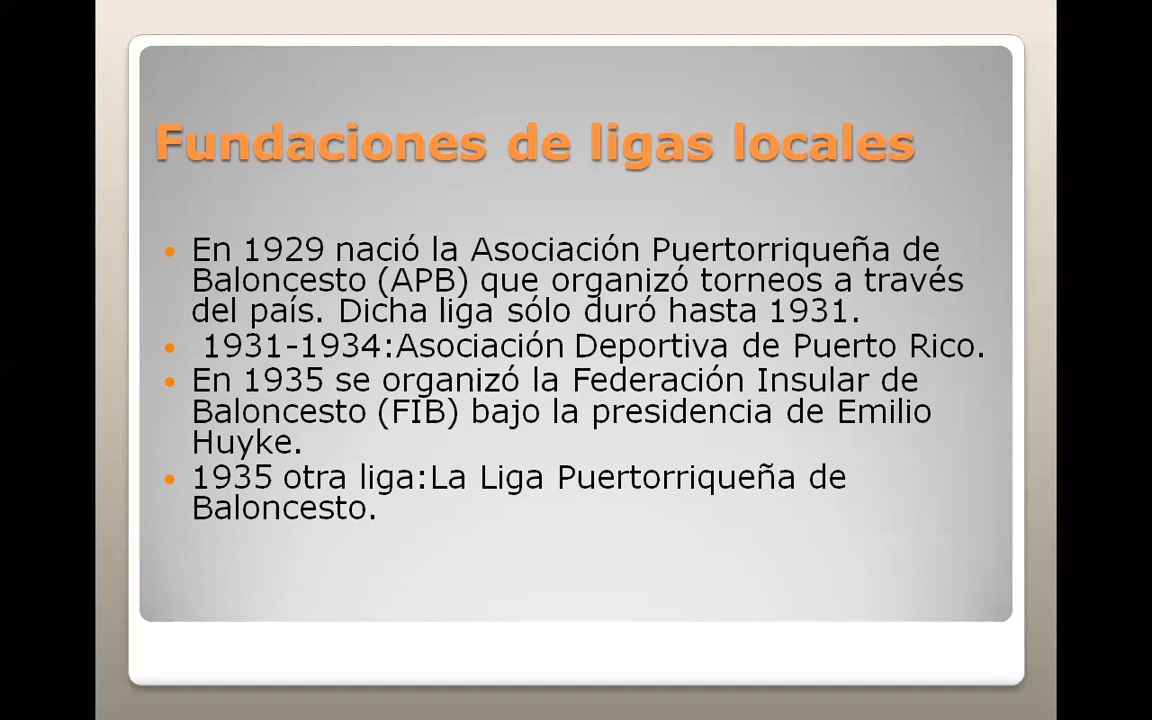 Fundaciones de ligas locales
• En 1929 nació la Asociación Puertorriqueña de
Baloncesto (APB) que organizó torneos a través
del país. Dicha liga sólo duró hasta 1931.
• 1931-1934:Asociación Deportiva de Puerto Rico.
• En 1935 se organizó la Federación Insular de
Baloncesto (FIB) bajo la presidencia de Emilio
Huyke.
• 1935 otra liga:La Liga Puertorriqueña de
Baloncesto.